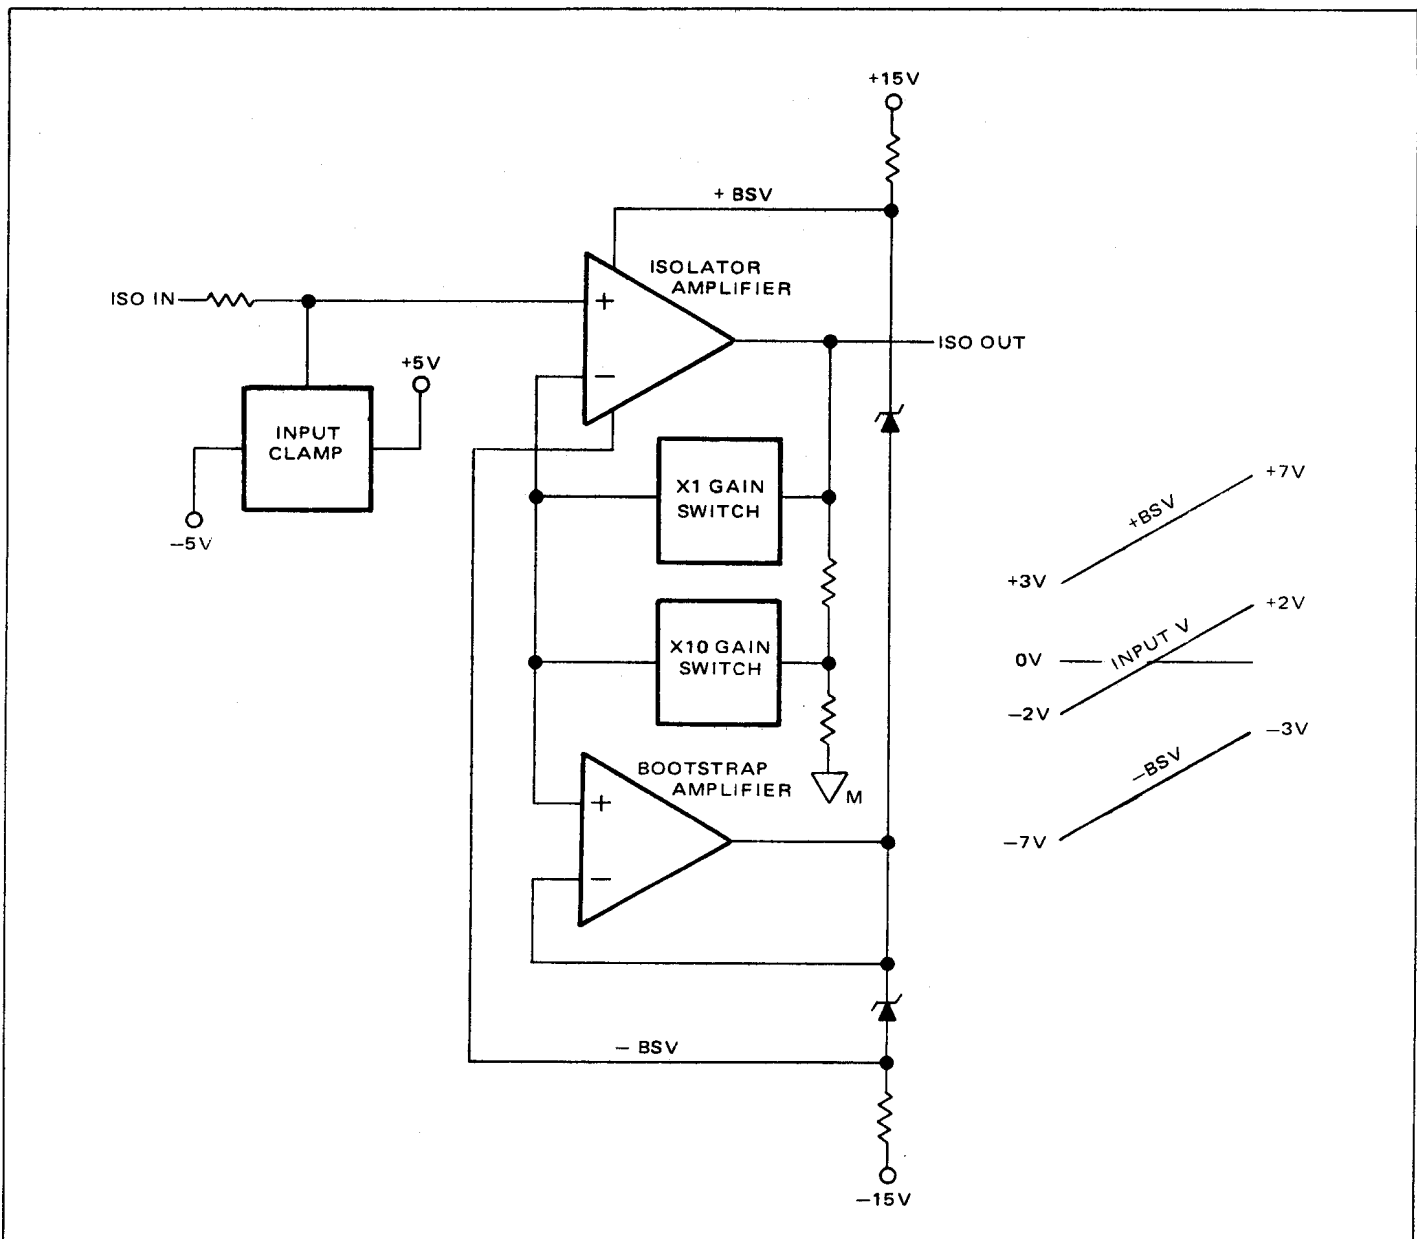 +15V
+ BSV
ISOLATOR
AMPLIFIER
ISO IN
+
ISO OUT
+5V
−
INPUT
CLAMP
−5V
X1 GAIN
SWITCH
+7V
+BSV
+3V
+2V
INPUT V
0V
−2V
X10 GAIN
SWITCH
−3V
−BSV
−7V
BOOTSTRAP
AMPLIFIER
M
+
−
− BSV
−15V